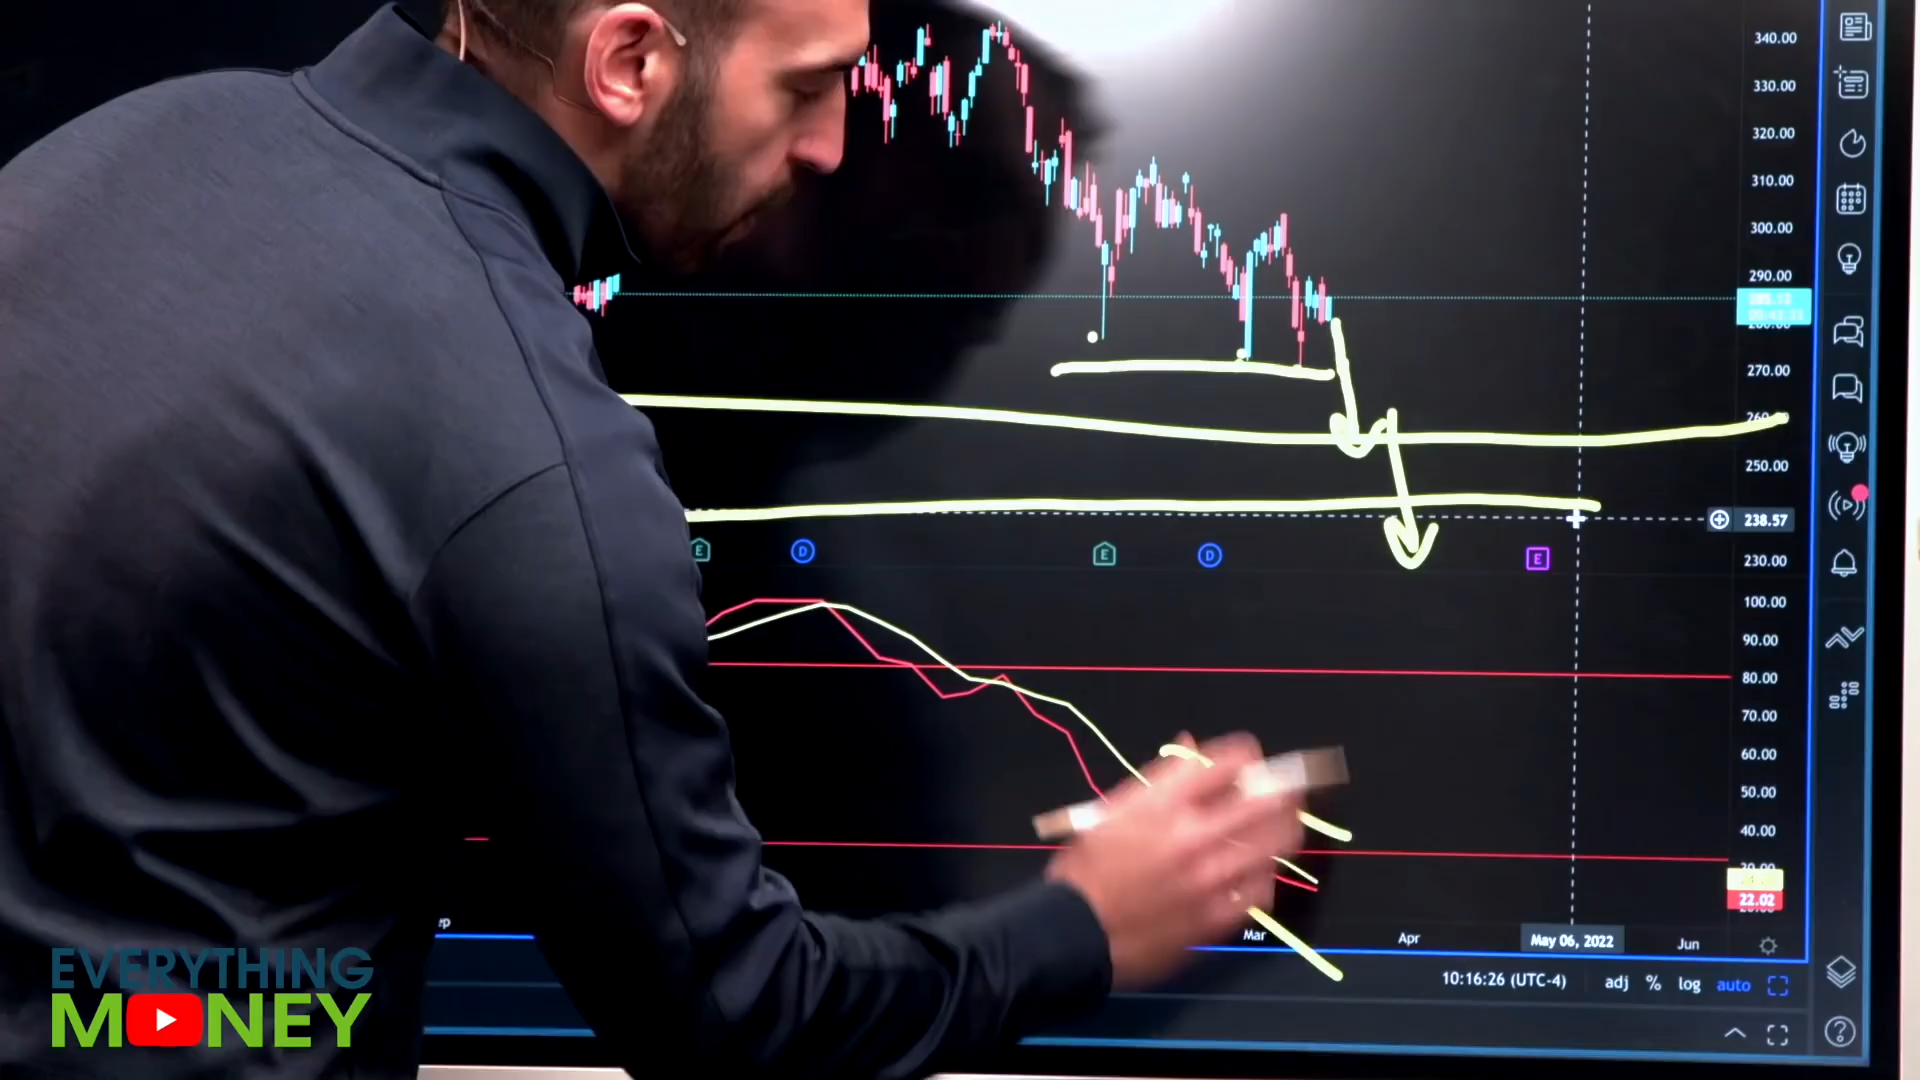 340.00
330.00
320.00
310.00
300.00
290.00
280.00
270.00
260.00
250.00
238.57
E
D
E
D
E
230.00
100.00
90.00
80.00
70.00
60.00
50.00
40.00
30.00
22.02
Mar
Apr
May 06, 2022
Jun
10:16:26 (UTC-4)
adj
%
log
auto
EVERYTHING
MONEY